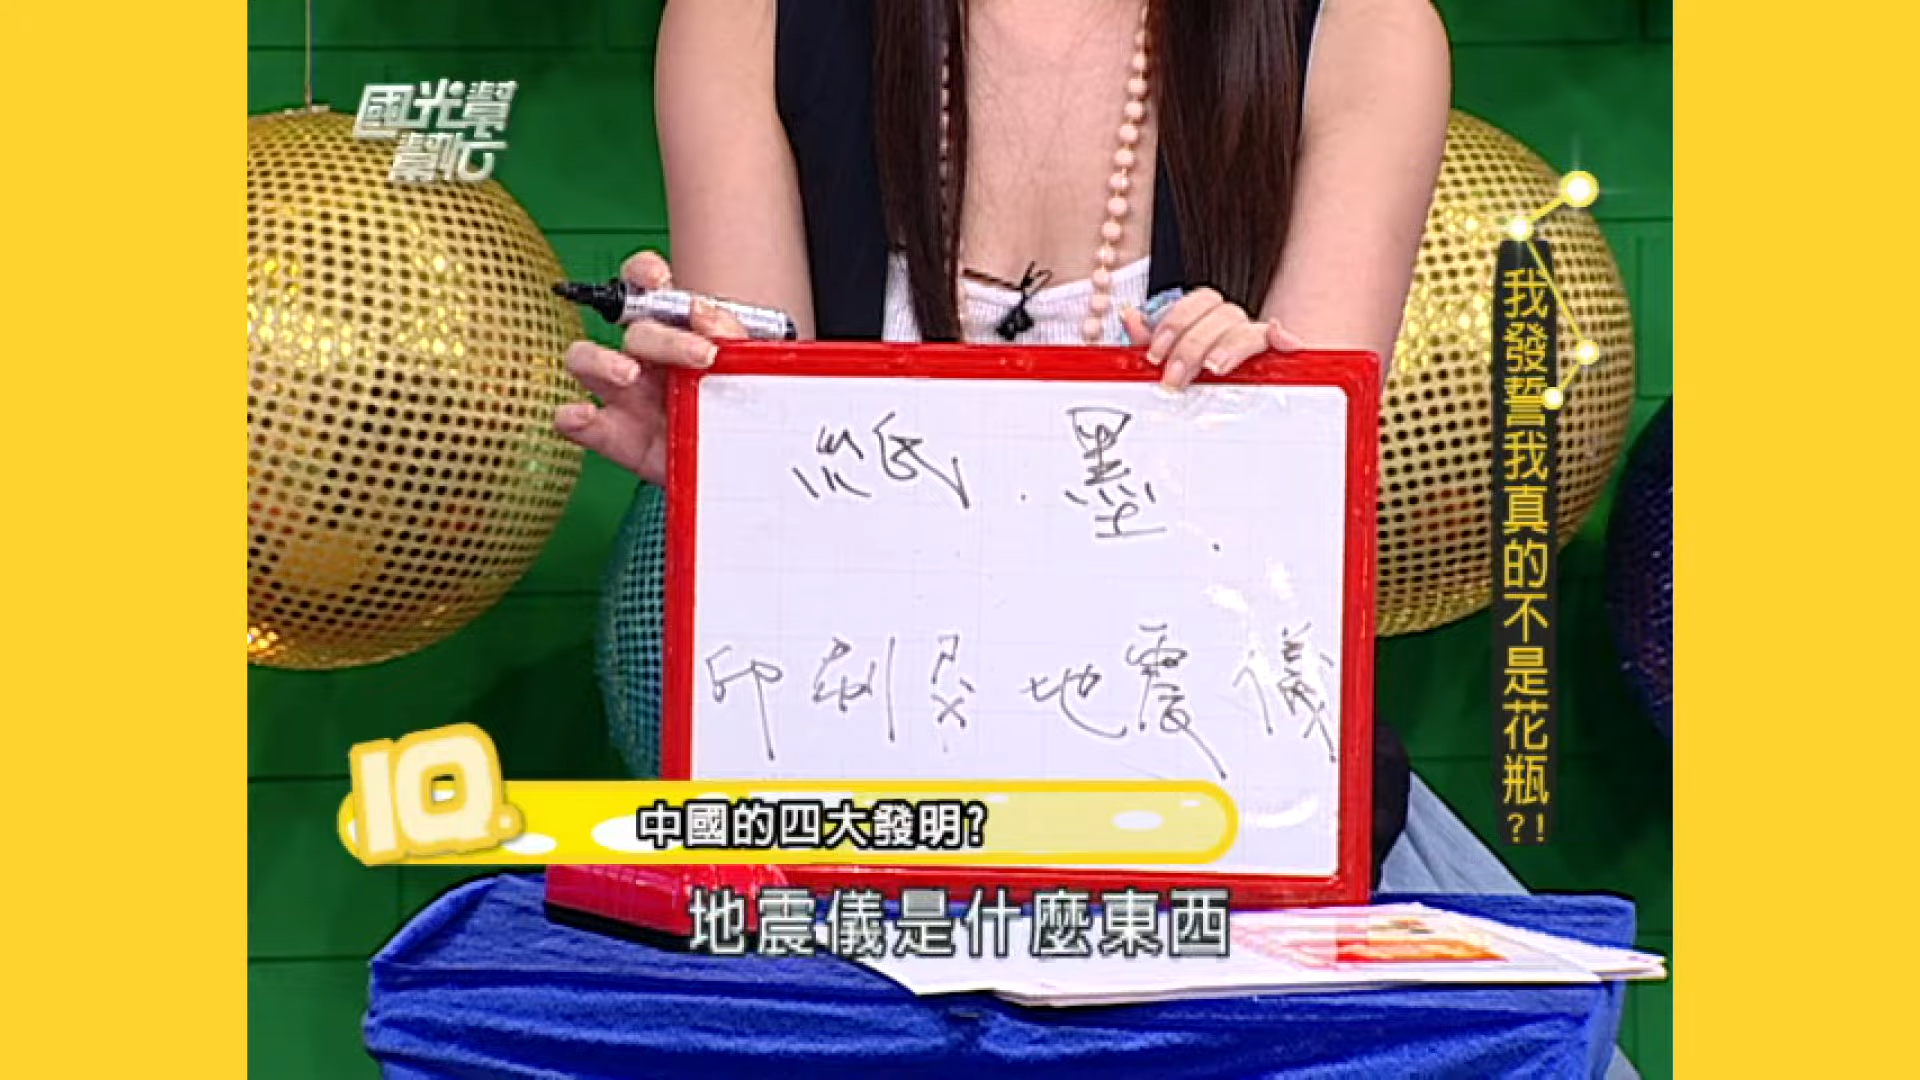 國光幫
幫忙
我發誓我真的不是花瓶?!
紙．墨．
印刷民 地震儀
IQ.
中國的四大發明?
地震儀是什麼東西